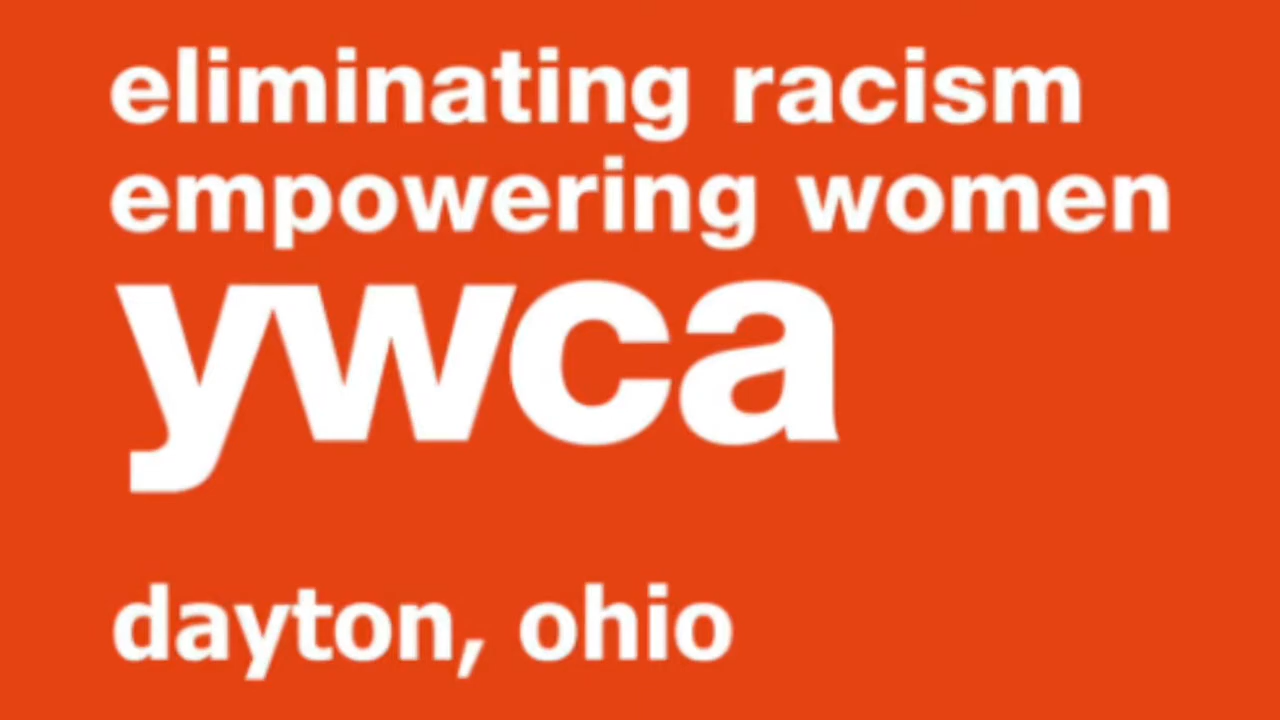 eliminating racism
empowering women
ywca
dayton, ohio